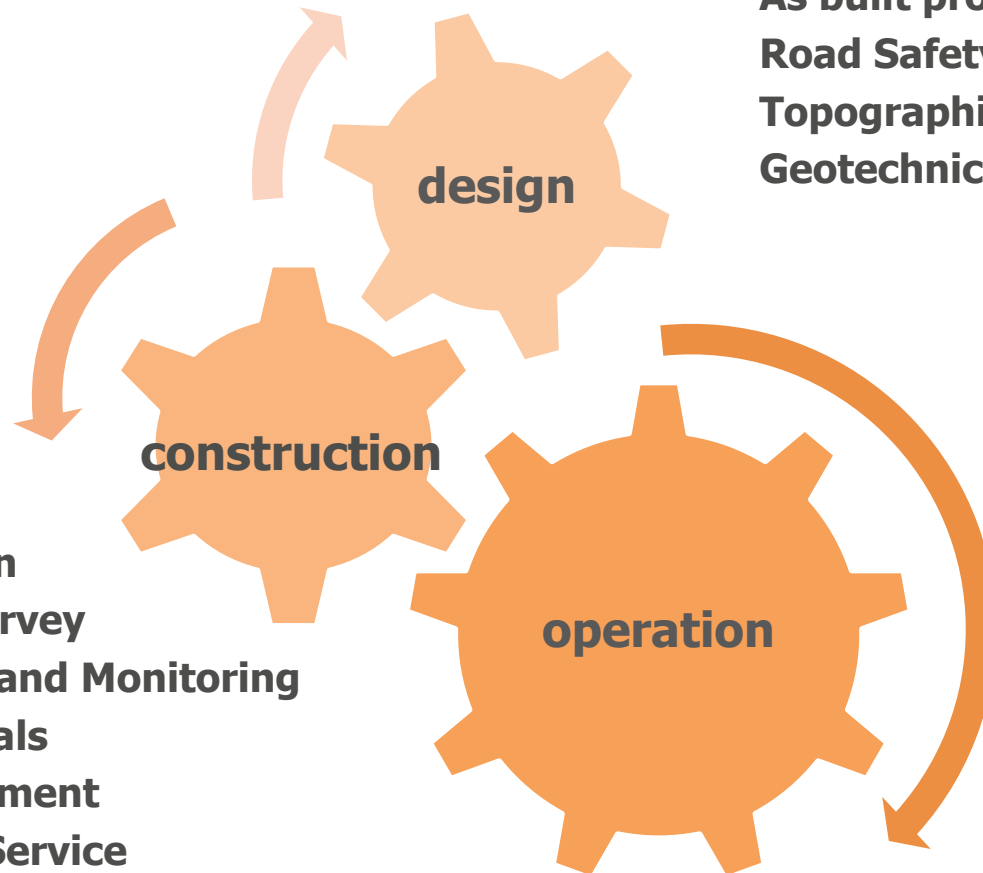 As built pro
Road Safety
Topographi
Geotechnic
design
construction
operation
n
rvey
and Monitoring
als
ment
Service